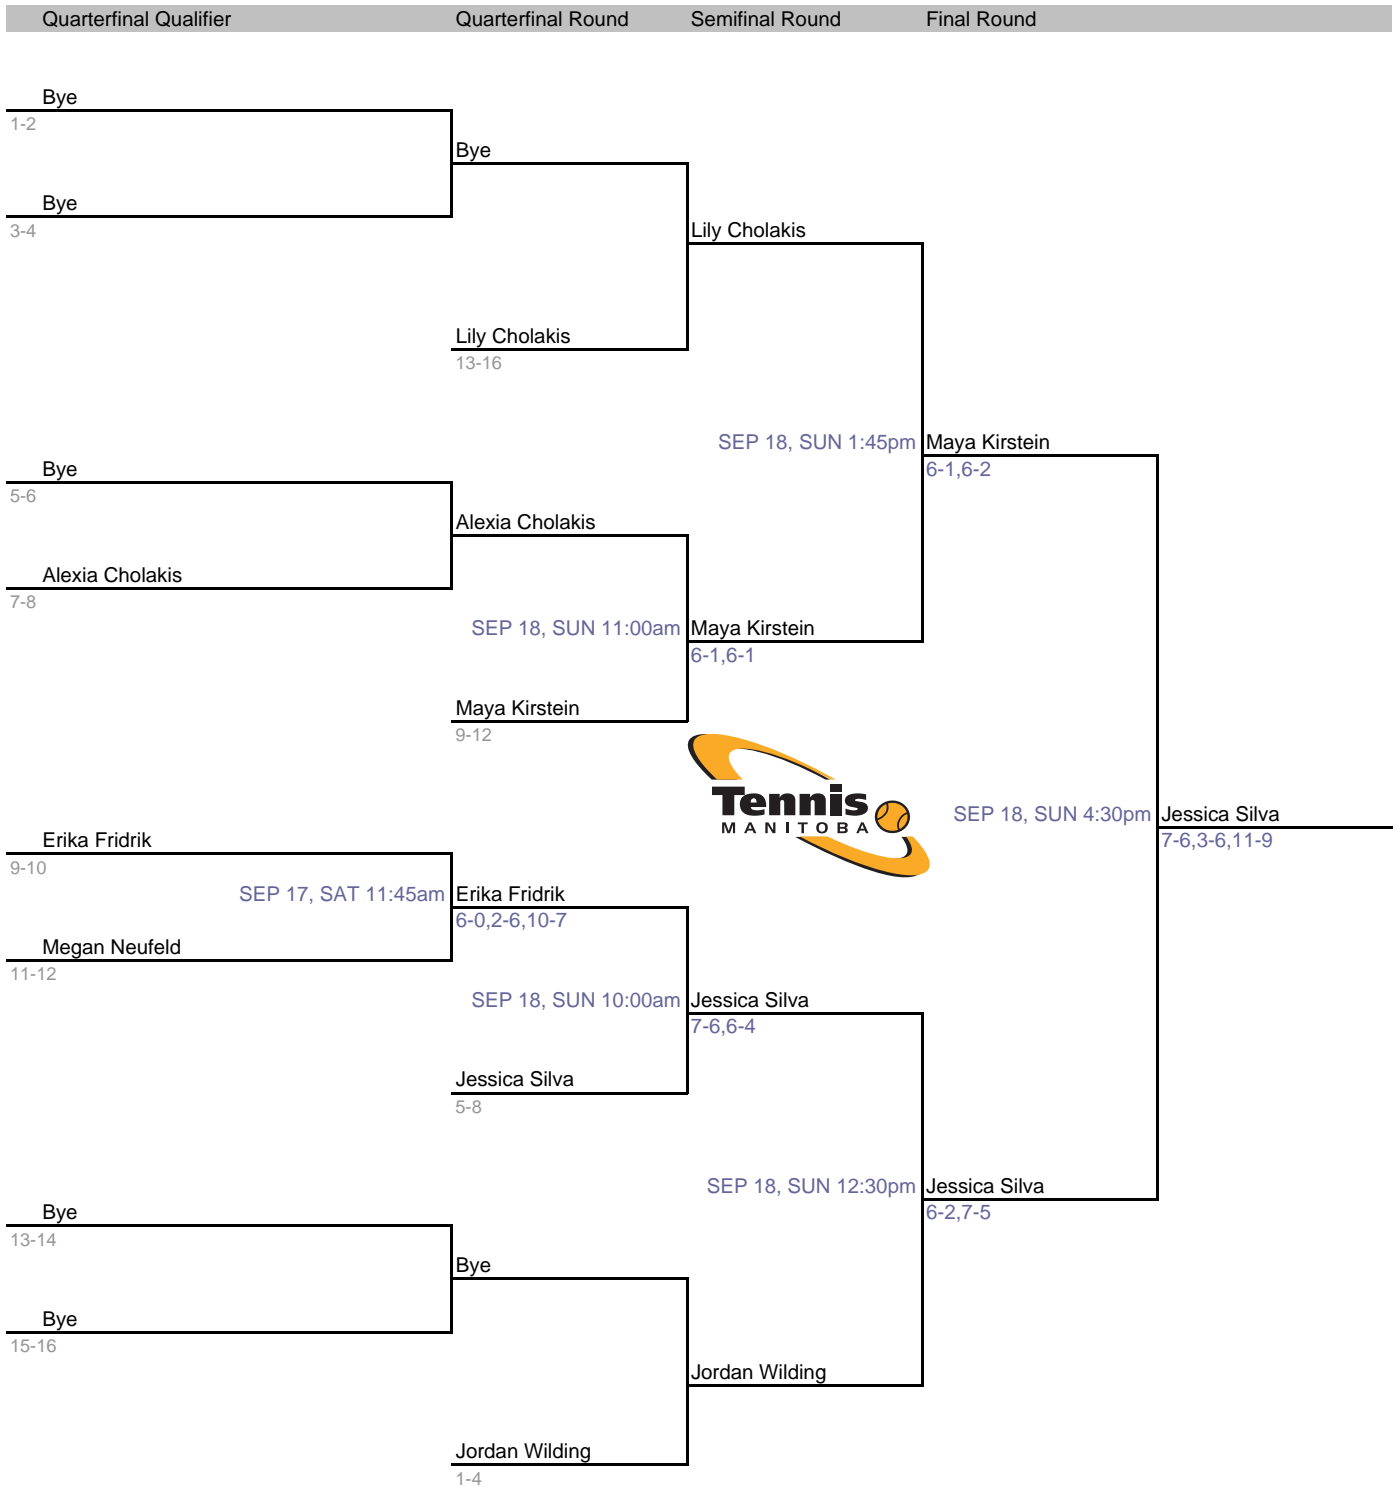 Quarterfinal Qualifier Quarterfinal Round Semifinal Round Final Round
Bye
1-2
Bye
Bye
3-4
Lily Cholakis
Lily Cholakis
13-16
SEP 18, SUN 1:45pm Maya Kirstein
6-1,6-2
Bye
5-6
Alexia Cholakis
Alexia Cholakis
7-8
SEP 18, SUN 11:00am Maya Kirstein
6-1,6-1
Maya Kirstein
9-12
Tennis
MANITOBA
SEP 18, SUN 4:30pm Jessica Silva
7-6,3-6,11-9
Erika Fridrik
9-10
SEP 17, SAT 11:45am Erika Fridrik
6-0,2-6,10-7
Megan Neufeld
11-12
SEP 18, SUN 10:00am Jessica Silva
7-6,6-4
Jessica Silva
5-8
SEP 18, SUN 12:30pm Jessica Silva
6-2,7-5
Bye
13-14
Bye
Bye
15-16
Jordan Wilding
Jordan Wilding
1-4